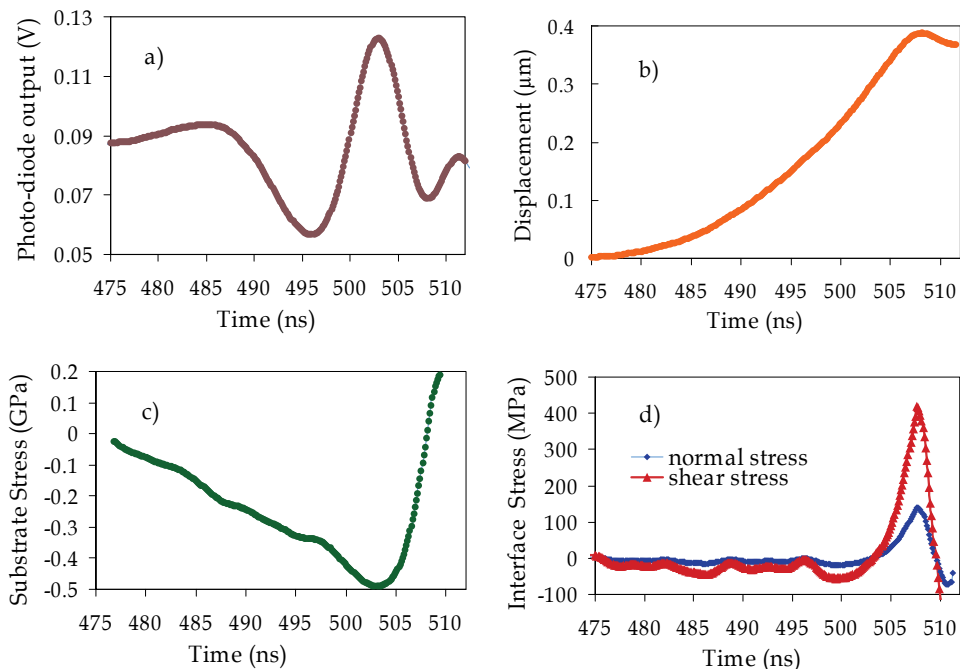 Photo-diode output (V)
0.13
0.11
0.09
0.07
0.05
a)
475 480 485 490 495 500 505 510
Time (ns)
Displacement (µm)
0.4
0.3
0.2
0.1
0
b)
475 480 485 490 495 500 505 510
Time (ns)
Substrate Stress (GPa)
0.2
0.1
0
-0.1
-0.2
-0.3
-0.4
-0.5
c)
475 480 485 490 495 500 505 510
Time (ns)
Interface Stress (MPa)
500
400
300
200
100
0
-100
d)
normal stress
shear stress
475 480 485 490 495 500 505 510
Time (ns)